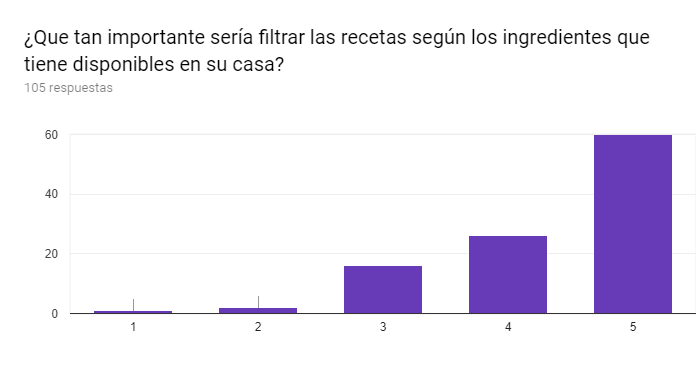 ¿Que tan importante sería filtrar las recetas según los ingredientes que
tiene disponibles en su casa?
105 respuestas
60
40
20
0
1 2 3 4 5